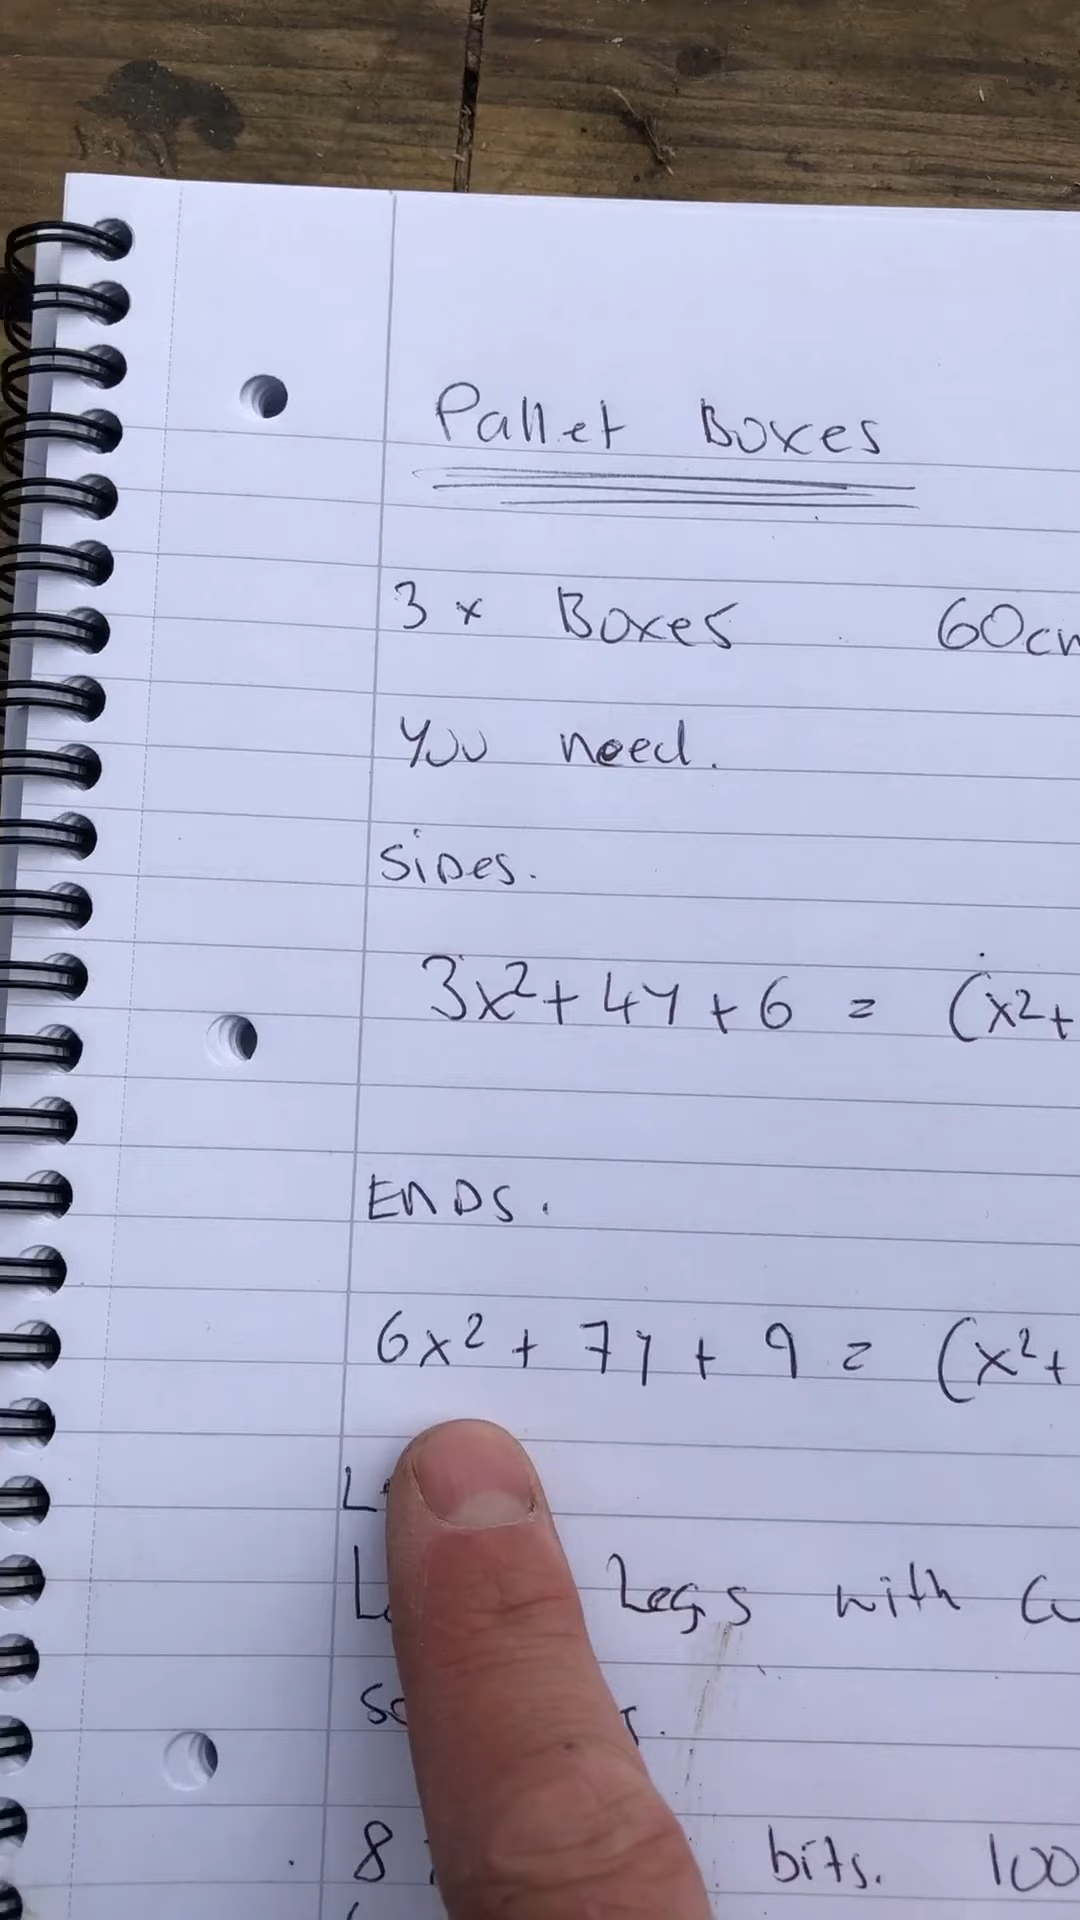 Pallet Boxes
3 x Boxes 60cm
You need.
Sides.
3x²+4y+6 = (x²+
ENDS.
6x² + 7y + 9 = (x²+
Legs with
8 bits. 100